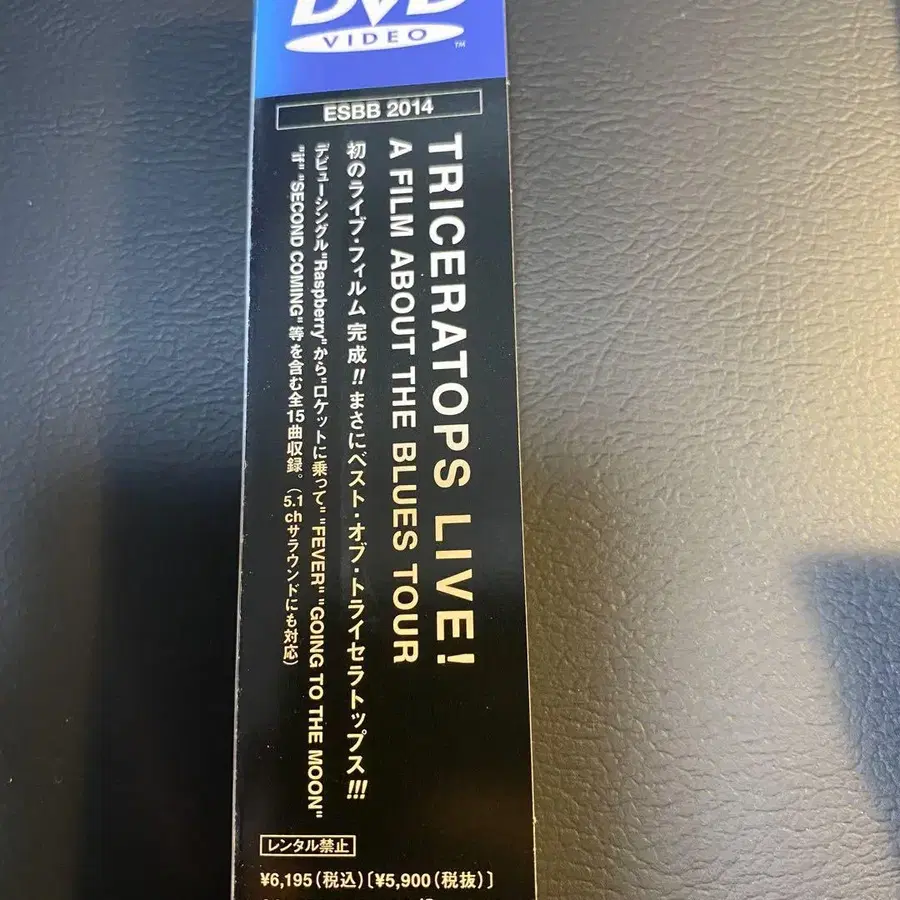 DVD
VIDEO™
ESBB 2014
TRICERATOPS LIVE!
A FILM ABOUT THE BLUES TOUR
初のライブ・フィルム完成!! まさにベスト・オブ・トライセラトップス!!!
デビューシングル"Raspberry"から"ロケットに乗って" "FEVER" "GOING TO THE MOON"
"if" "SECOND COMING" 等を含む全15曲収録。(5.1chサラウンドにも対応)
レンタル禁止
¥6,195(税込)[¥5,900(税抜)]